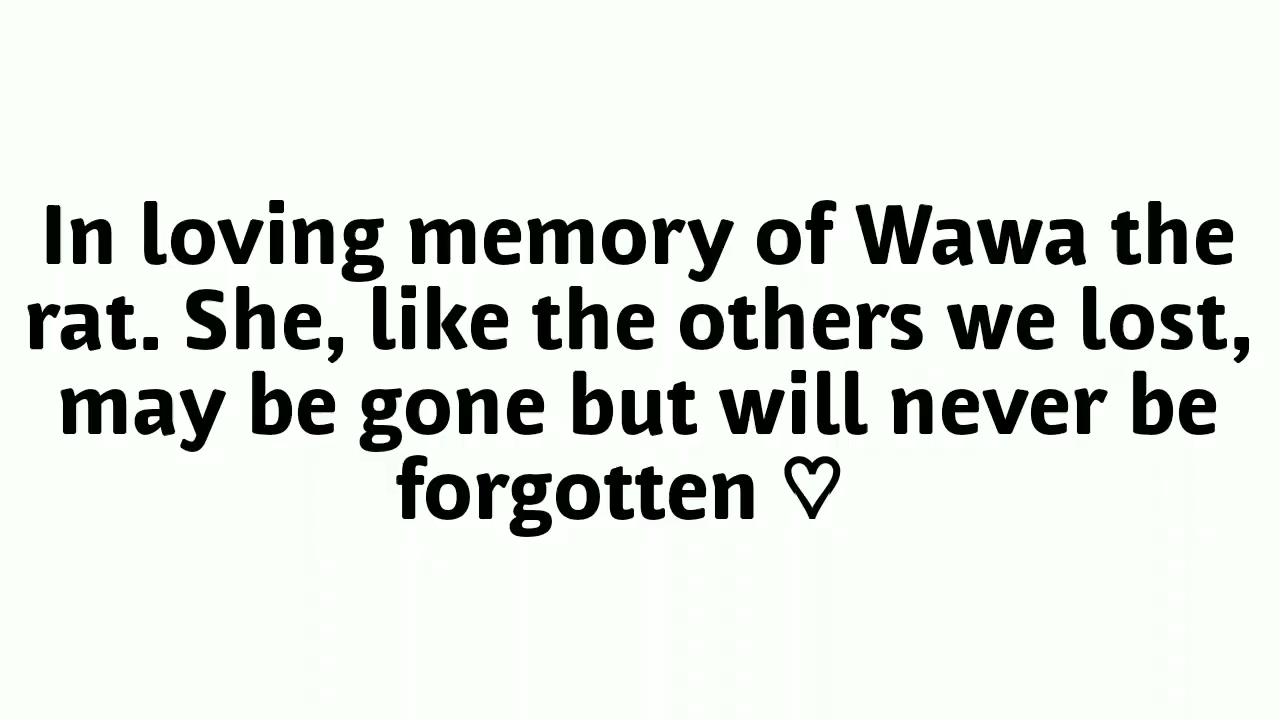 In loving memory of Wawa the
rat. She, like the others we lost,
may be gone but will never be
forgotten ♡